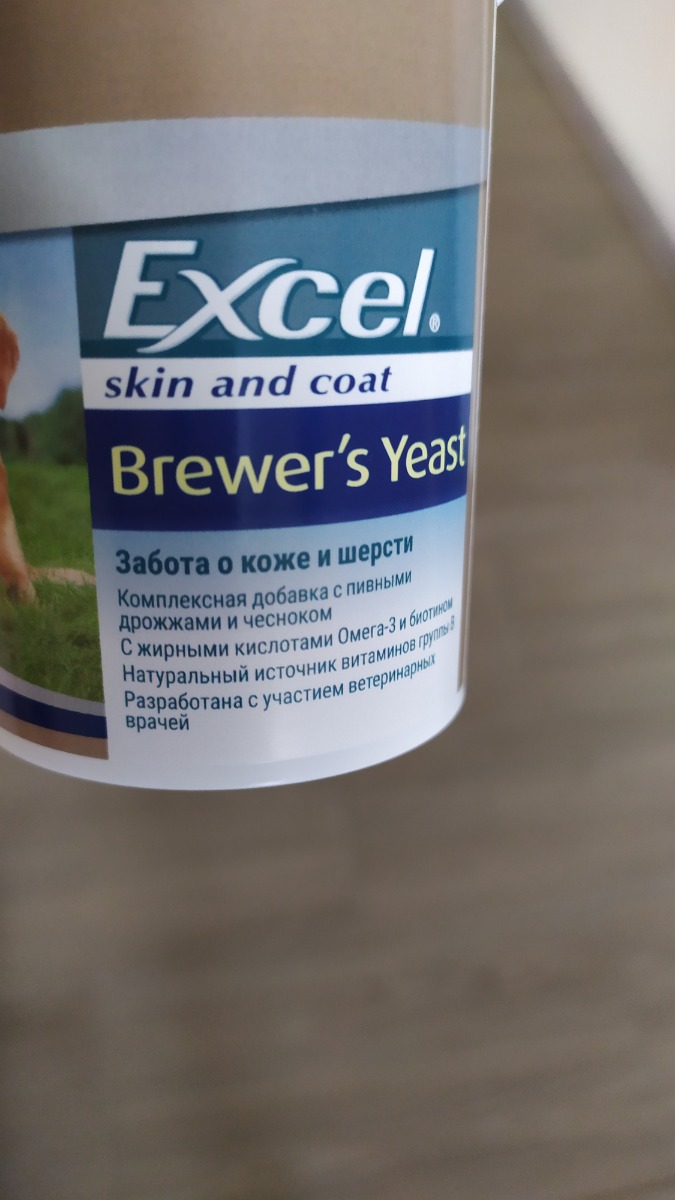 Excel®
skin and coat
Brewer's Yeast
Забота о коже и шерсти
Комплексная добавка с пивными
дрожжами и чесноком
С жирными кислотами Омега-3 и биотином
Натуральный источник витаминов группы В
Разработана с участием ветеринарных
врачей